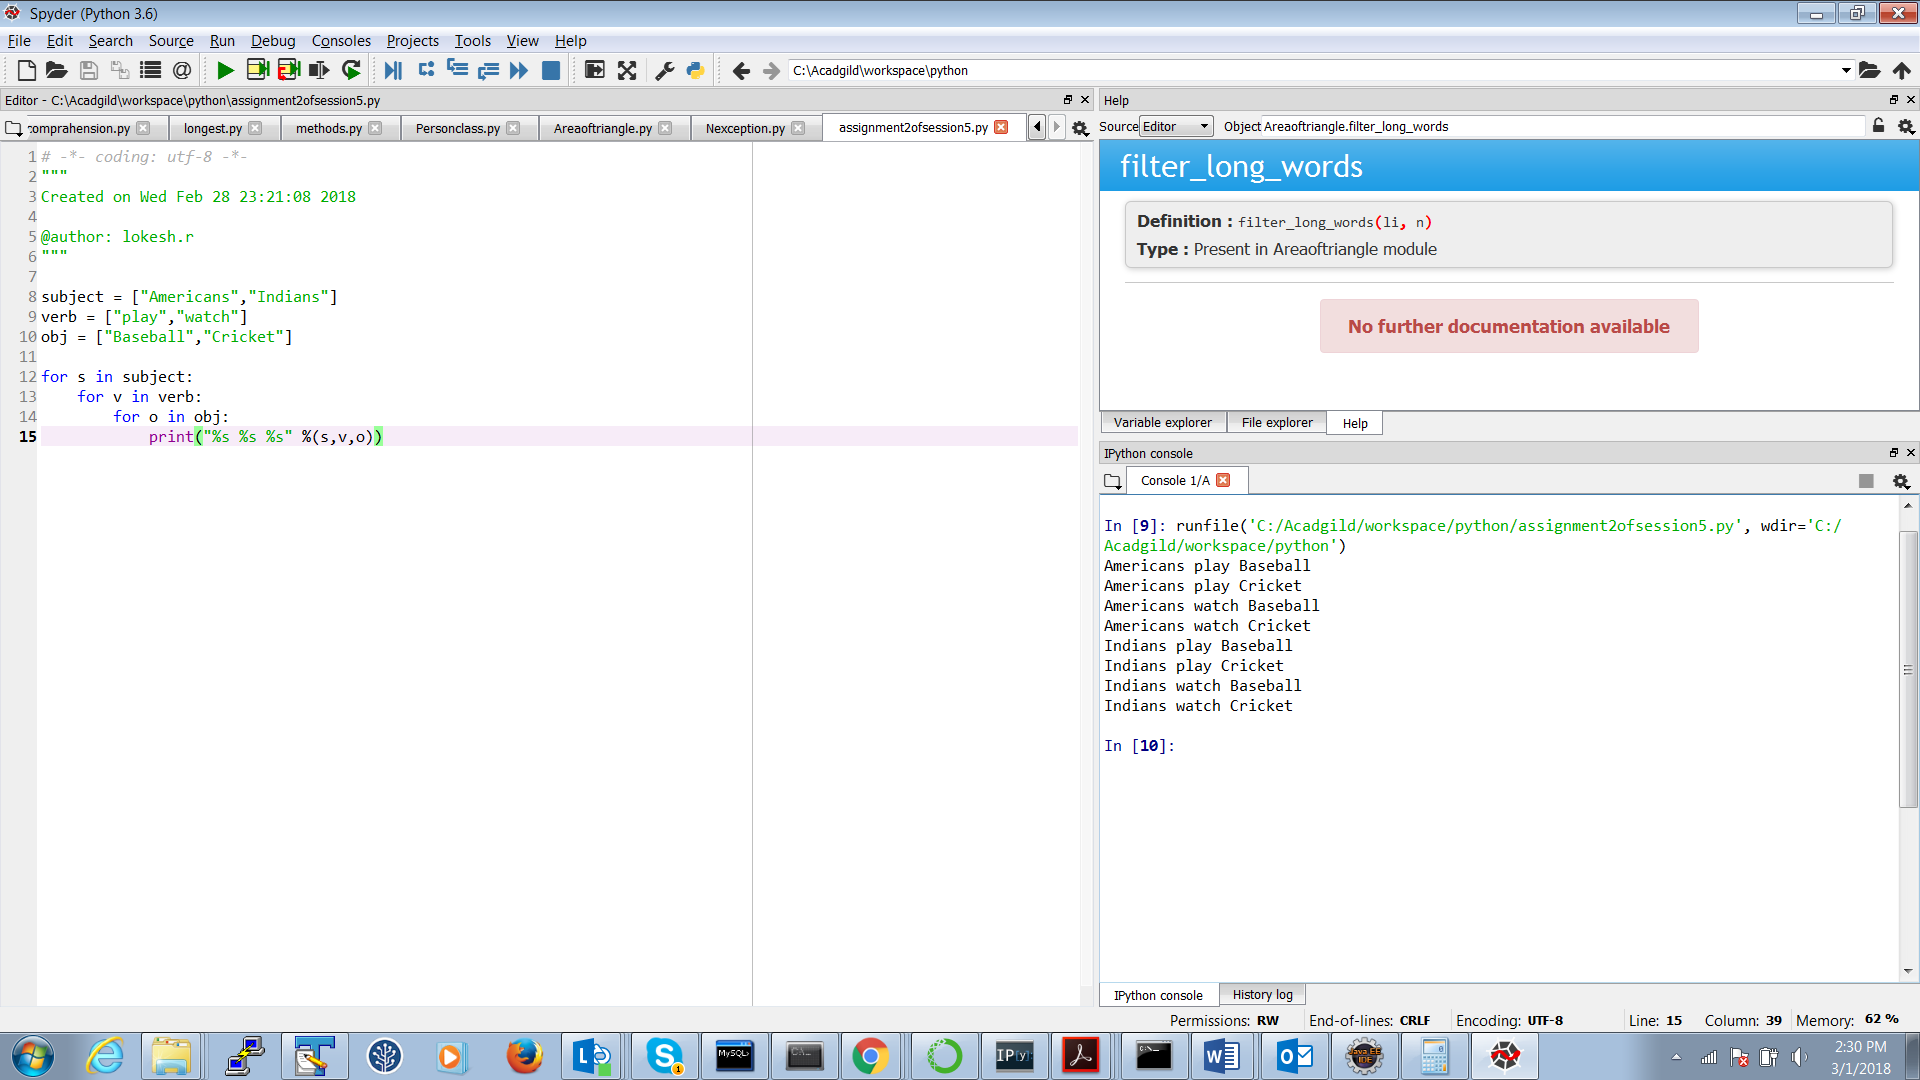 Spyder (Python 3.6)
File Edit Search Source Run Debug Consoles Projects Tools View Help
C:\Acadgild\workspace\python
Editor - C:\Acadgild\workspace\python\assignment2ofsession5.py
comprahension.py longest.py methods.py Personclass.py Areaoftriangle.py Nexception.py assignment2ofsession5.py
1 # -*- coding: utf-8 -*-
2 """
3 Created on Wed Feb 28 23:21:08 2018
4
5 @author: lokesh.r
6 """
7
8 subject = ["Americans","Indians"]
9 verb = ["play","watch"]
10 obj = ["Baseball","Cricket"]
11
12 for s in subject:
13     for v in verb:
14         for o in obj:
15             print("%s %s %s" %(s,v,o))
Help
Source Editor Object Areaoftriangle.filter_long_words
filter_long_words
Definition : filter_long_words(li, n)
Type : Present in Areaoftriangle module
No further documentation available
Variable explorer File explorer Help
IPython console
Console 1/A
In [9]: runfile('C:/Acadgild/workspace/python/assignment2ofsession5.py', wdir='C:/
Acadgild/workspace/python')
Americans play Baseball
Americans play Cricket
Americans watch Baseball
Americans watch Cricket
Indians play Baseball
Indians play Cricket
Indians watch Baseball
Indians watch Cricket
In [10]:
IPython console History log
Permissions: RW End-of-lines: CRLF Encoding: UTF-8 Line: 15 Column: 39 Memory: 62 %
MySQL
C:\
IP[y]:
Java EE
IDE
2:30 PM
3/1/2018